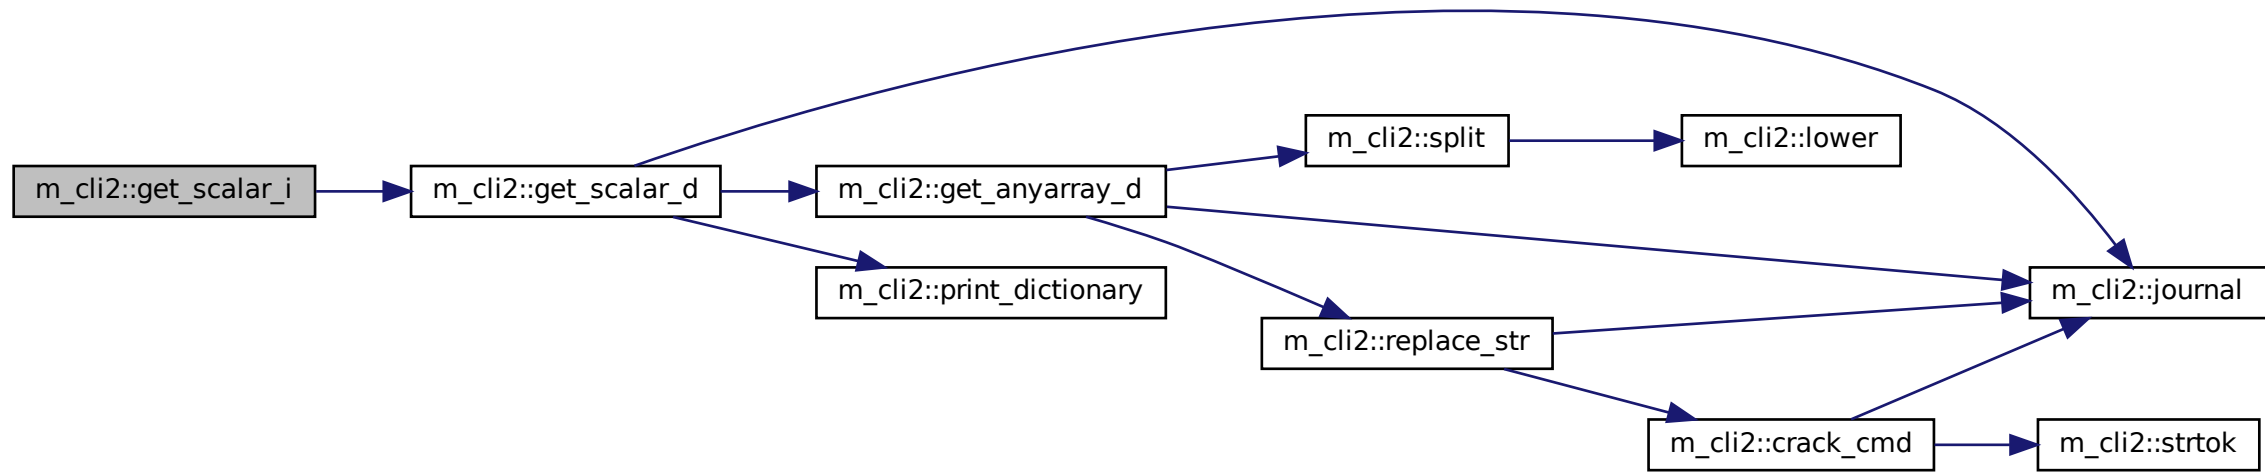 m_cli2::get_scalar_i
m_cli2::get_scalar_d
m_cli2::get_anyarray_d
m_cli2::print_dictionary
m_cli2::split
m_cli2::lower
m_cli2::replace_str
m_cli2::journal
m_cli2::crack_cmd
m_cli2::strtok